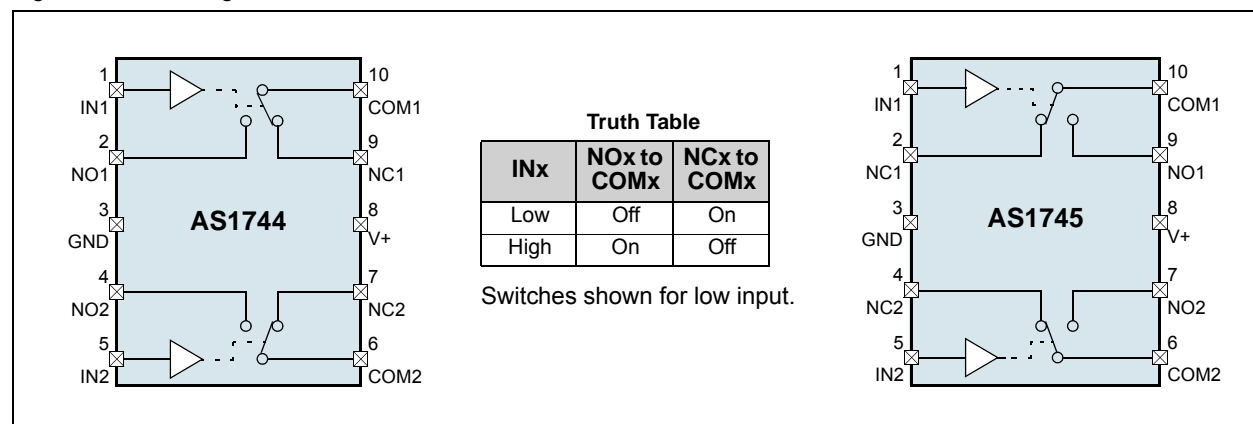 1
IN1
2
NO1
3
GND
4
NO2
5
IN2
AS1744
10
COM1
9
NC1
8
V+
7
NC2
6
COM2
Truth Table
INx NOx to COMx NCx to COMx
Low Off On
High On Off
Switches shown for low input.
1
IN1
2
NC1
3
GND
4
NC2
5
IN2
AS1745
10
COM1
9
NO1
8
V+
7
NO2
6
COM2